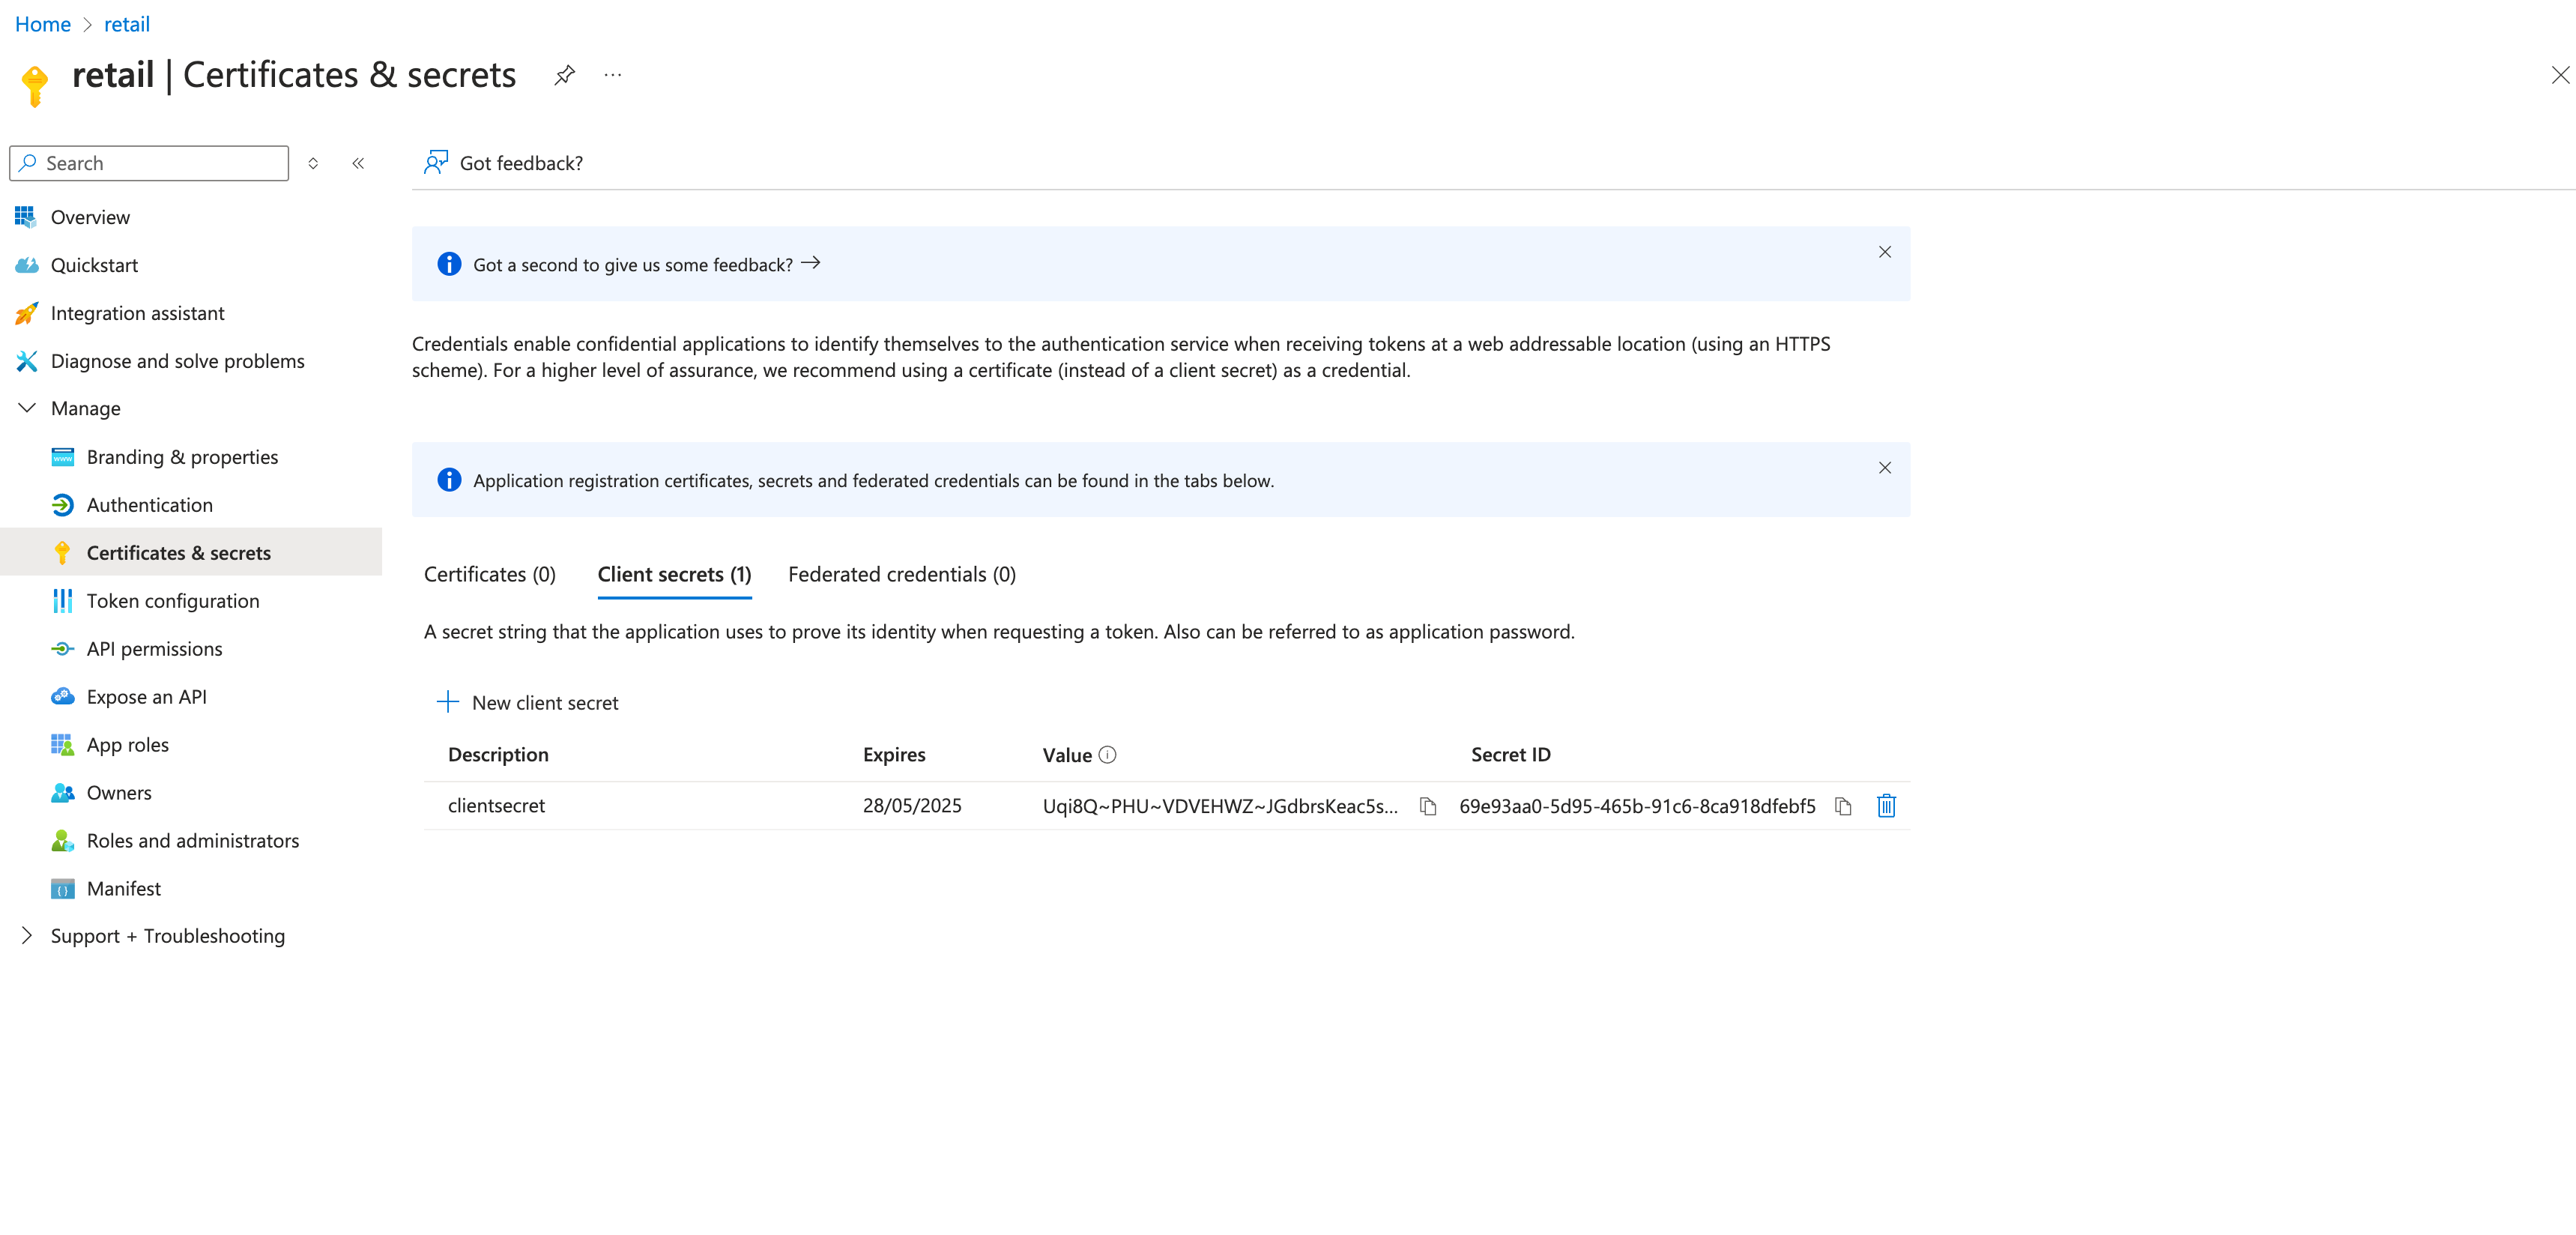 Home > retail
retail | Certificates & secrets
Search
Got feedback?
Overview
Quickstart
Integration assistant
Diagnose and solve problems
Manage
Branding & properties
Authentication
Certificates & secrets
Token configuration
API permissions
Expose an API
App roles
Owners
Roles and administrators
Manifest
Support + Troubleshooting
Got a second to give us some feedback? →
Credentials enable confidential applications to identify themselves to the authentication service when receiving tokens at a web addressable location (using an HTTPS
scheme). For a higher level of assurance, we recommend using a certificate (instead of a client secret) as a credential.
Application registration certificates, secrets and federated credentials can be found in the tabs below.
Certificates (0) Client secrets (1) Federated credentials (0)
A secret string that the application uses to prove its identity when requesting a token. Also can be referred to as application password.
New client secret
Description Expires Value Secret ID
clientsecret 28/05/2025 Uqi8Q~PHU~VDVEHWZ~JGdbrsKeac5s... 69e93aa0-5d95-465b-91c6-8ca918dfebf5